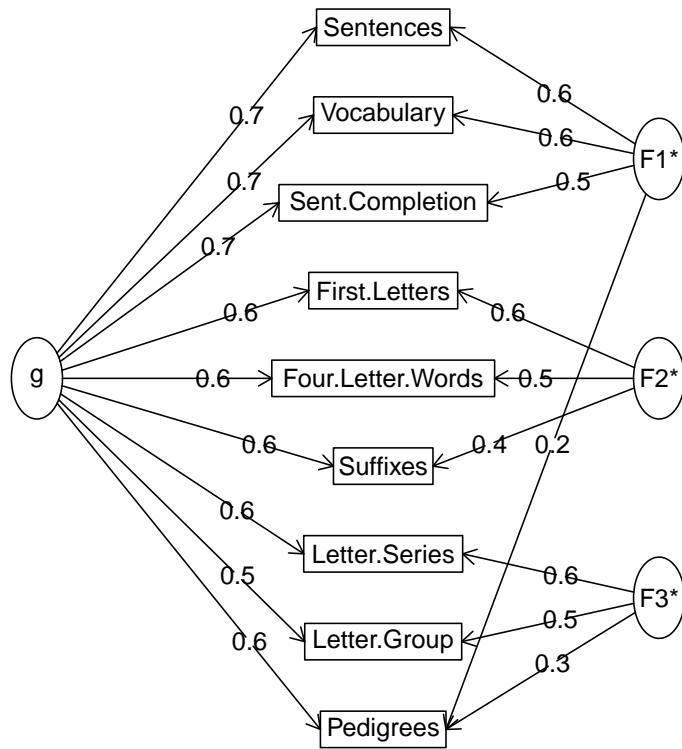 Sentences
0.6
0.7
Vocabulary
0.6
F1*
0.7
Sent.Completion
0.5
0.7
First.Letters
0.6
0.6
g
0.6
Four.Letter.Words
0.5
F2*
0.6
Suffixes
0.4
0.2
0.6
Letter.Series
0.6
0.5
F3*
Letter.Group
0.5
0.6
0.3
Pedigrees